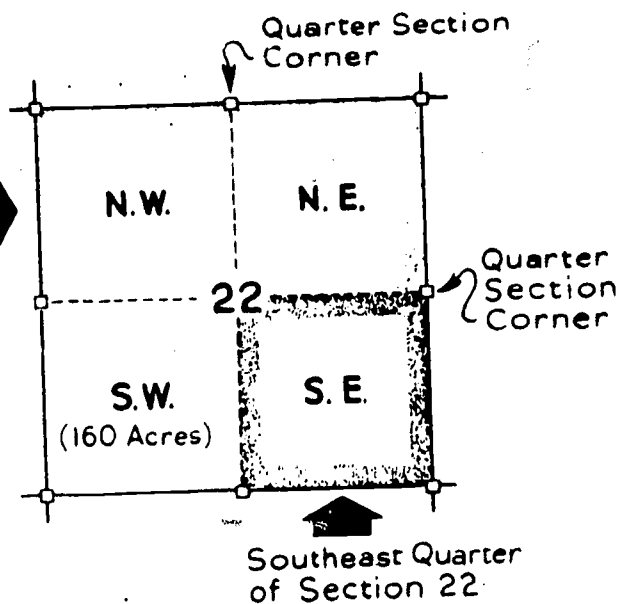 Quarter Section
Corner
N.W.
N.E.
22
Quarter
Section
Corner
S.W.
(160 Acres)
S.E.
Southeast Quarter
of Section 22